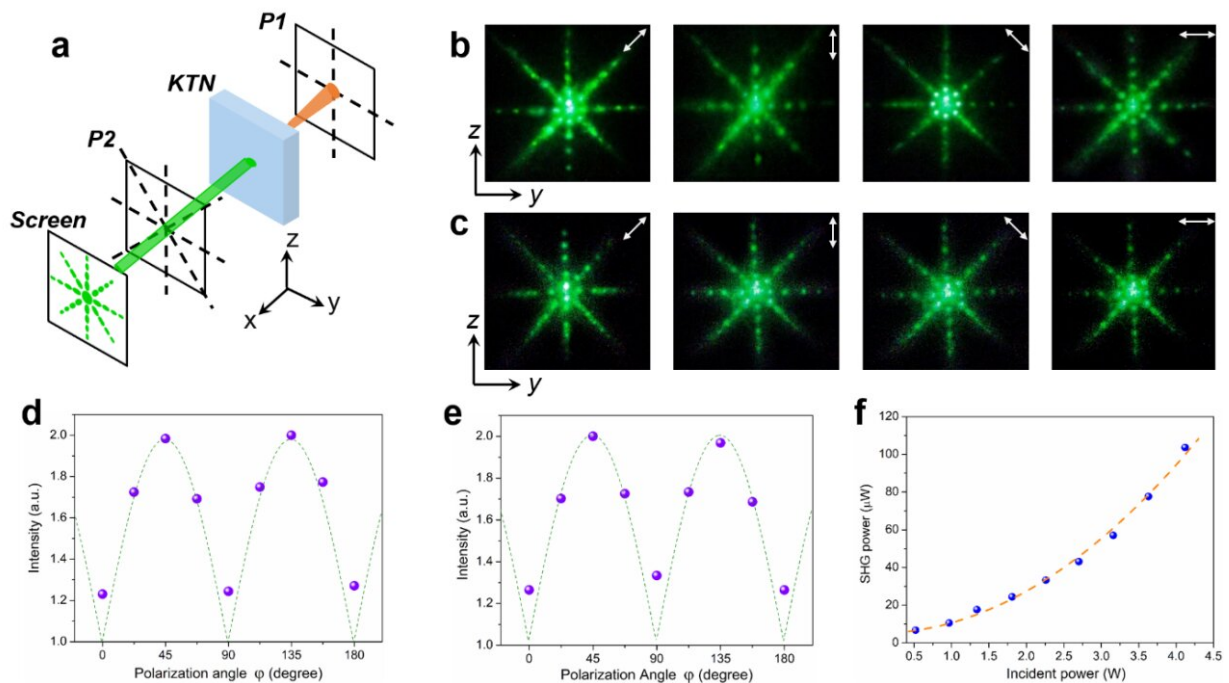 a
P1
KTN
P2
Screen
z
y
x
b
z
y
c
z
y
d
Intensity (a.u.)
2.0
1.8
1.6
1.4
1.2
1.0
0 45 90 135 180
Polarization angle φ (degree)
e
Intensity (a.u.)
2.0
1.8
1.6
1.4
1.2
1.0
0 45 90 135 180
Polarization Angle φ (degree)
f
SHG power (μW)
120
100
80
60
40
20
0
0.5 1.0 1.5 2.0 2.5 3.0 3.5 4.0 4.5
Incident power (W)